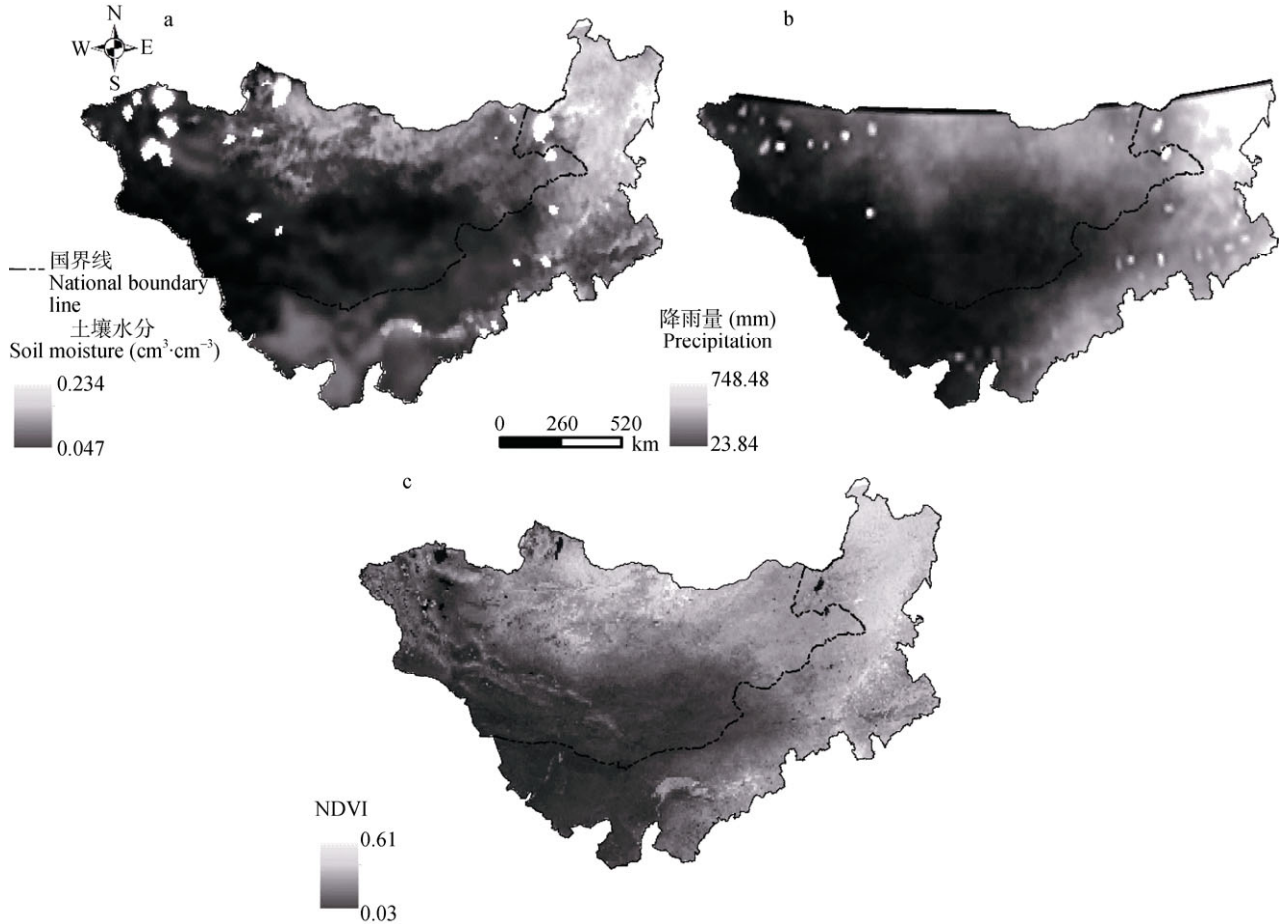 a
N
W E
S
国界线
National boundary
line
土壤水分
Soil moisture (cm³·cm⁻³)
0.234
0.047
0 260 520
km
b
降雨量 (mm)
Precipitation
748.48
23.84
c
NDVI
0.61
0.03